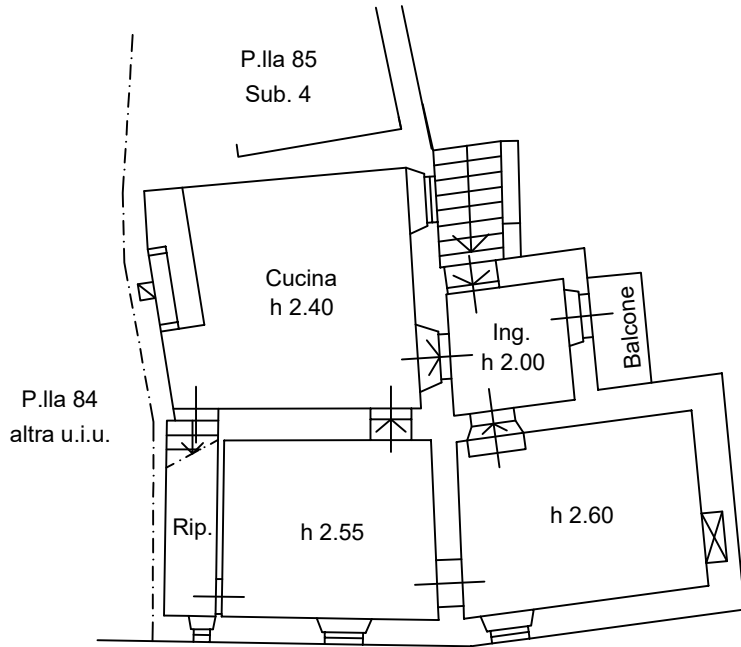 P.lla 85
Sub. 4
Cucina
h 2.40
Ing.
h 2.00
Balcone
P.lla 84
altra u.i.u.
Rip.
h 2.55
h 2.60